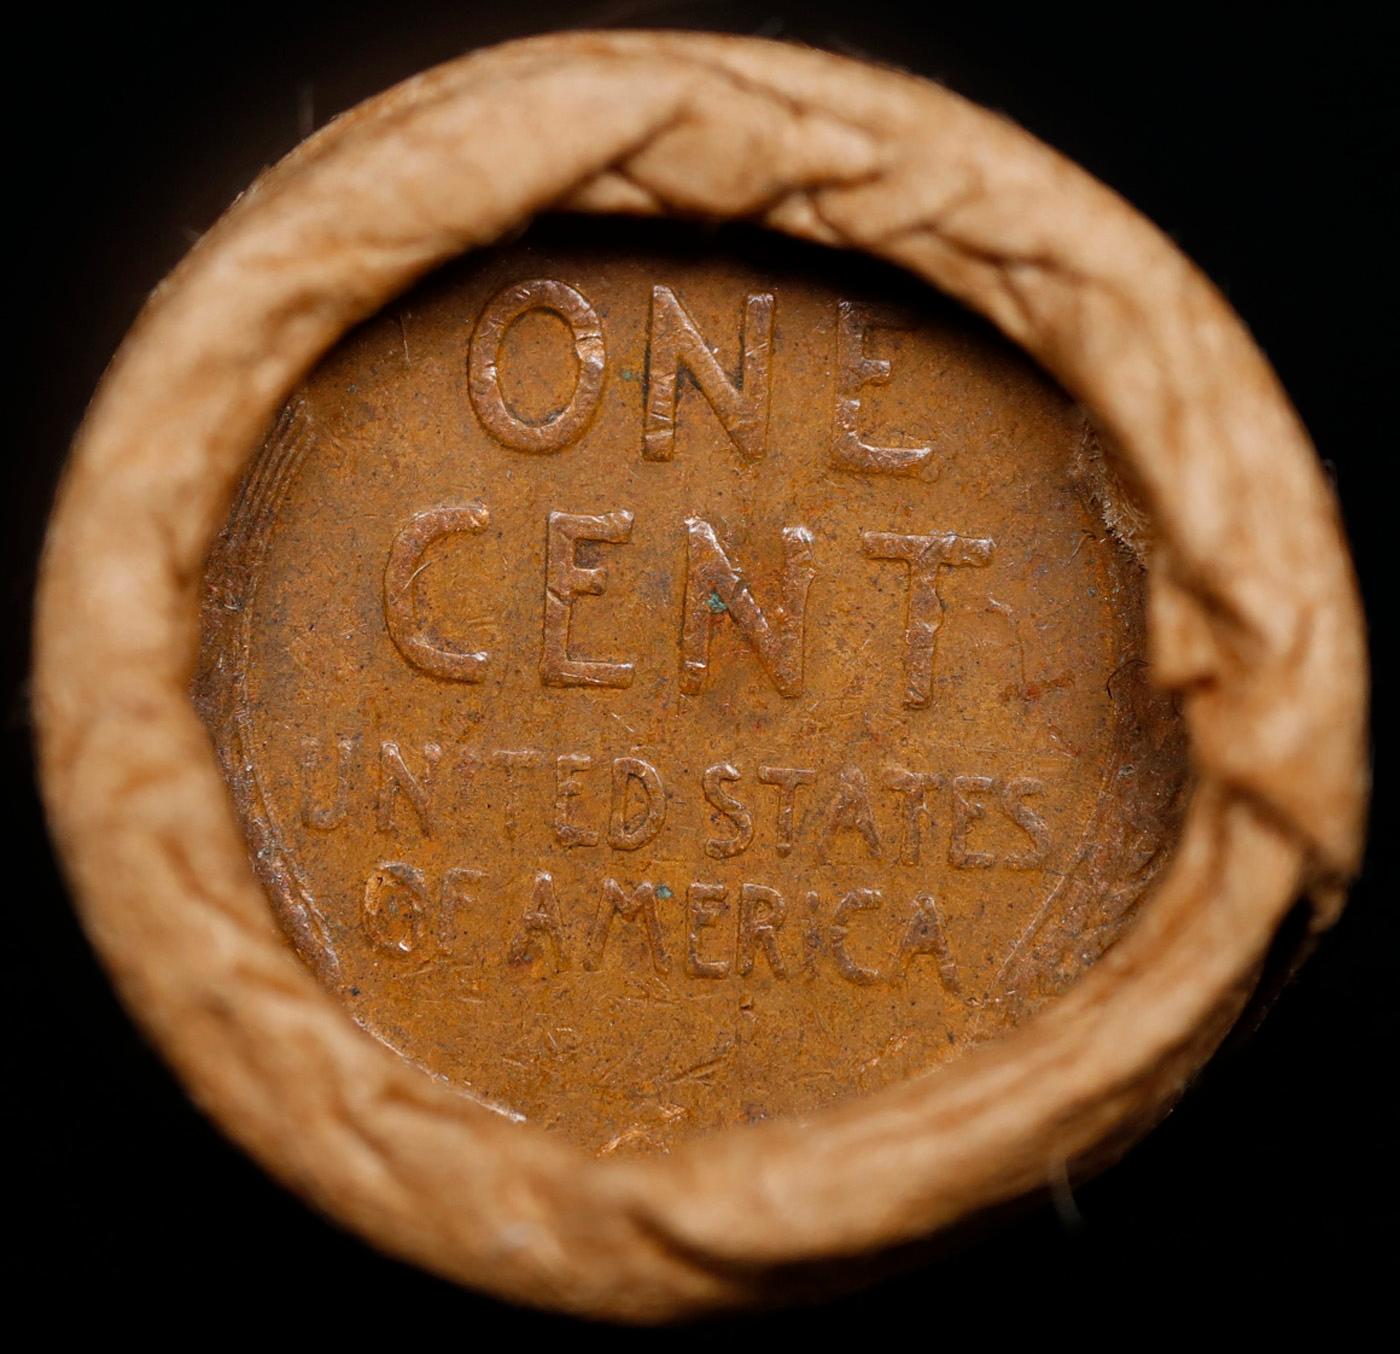 ONE
CENT
UNITED STATES
OF AMERICA